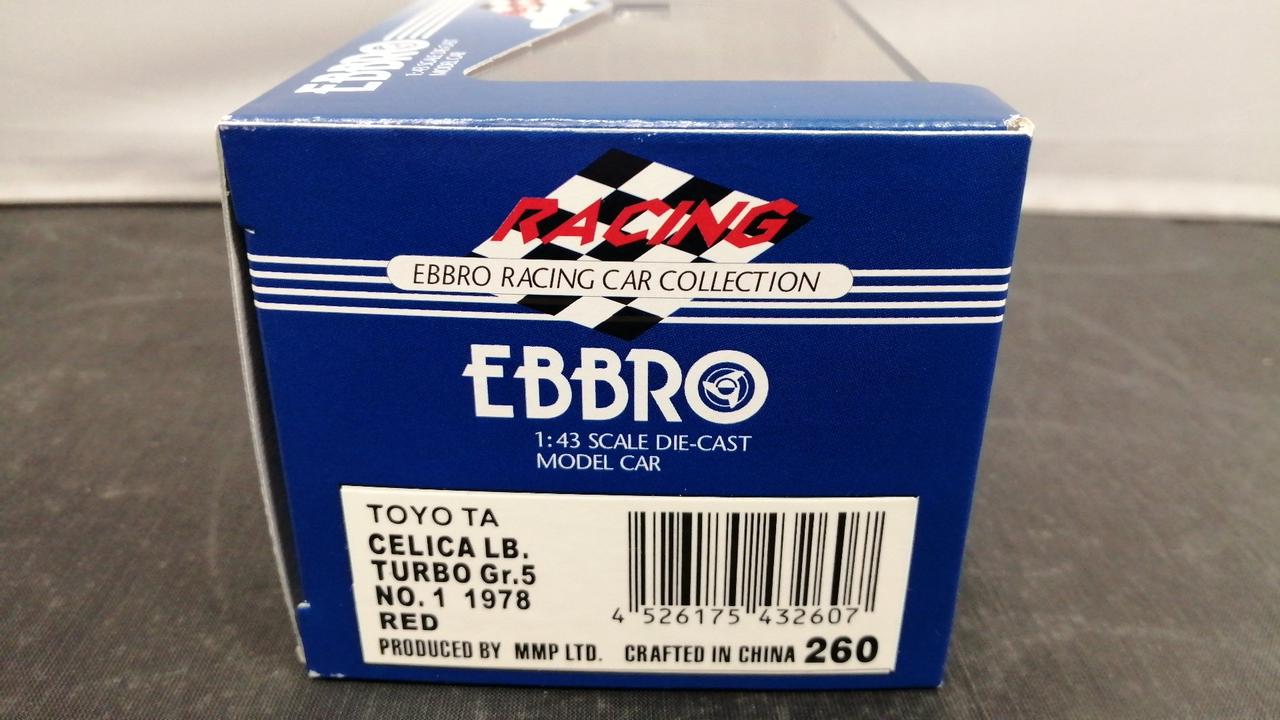 EBBRO
RACING
EBBRO RACING CAR COLLECTION
EBBRO
1:43 SCALE DIE-CAST
MODEL CAR
TOYO TA
CELICA LB.
TURBO Gr.5
NO. 1 1978
RED
4 526175 432607
PRODUCED BY MMP LTD. CRAFTED IN CHINA 260